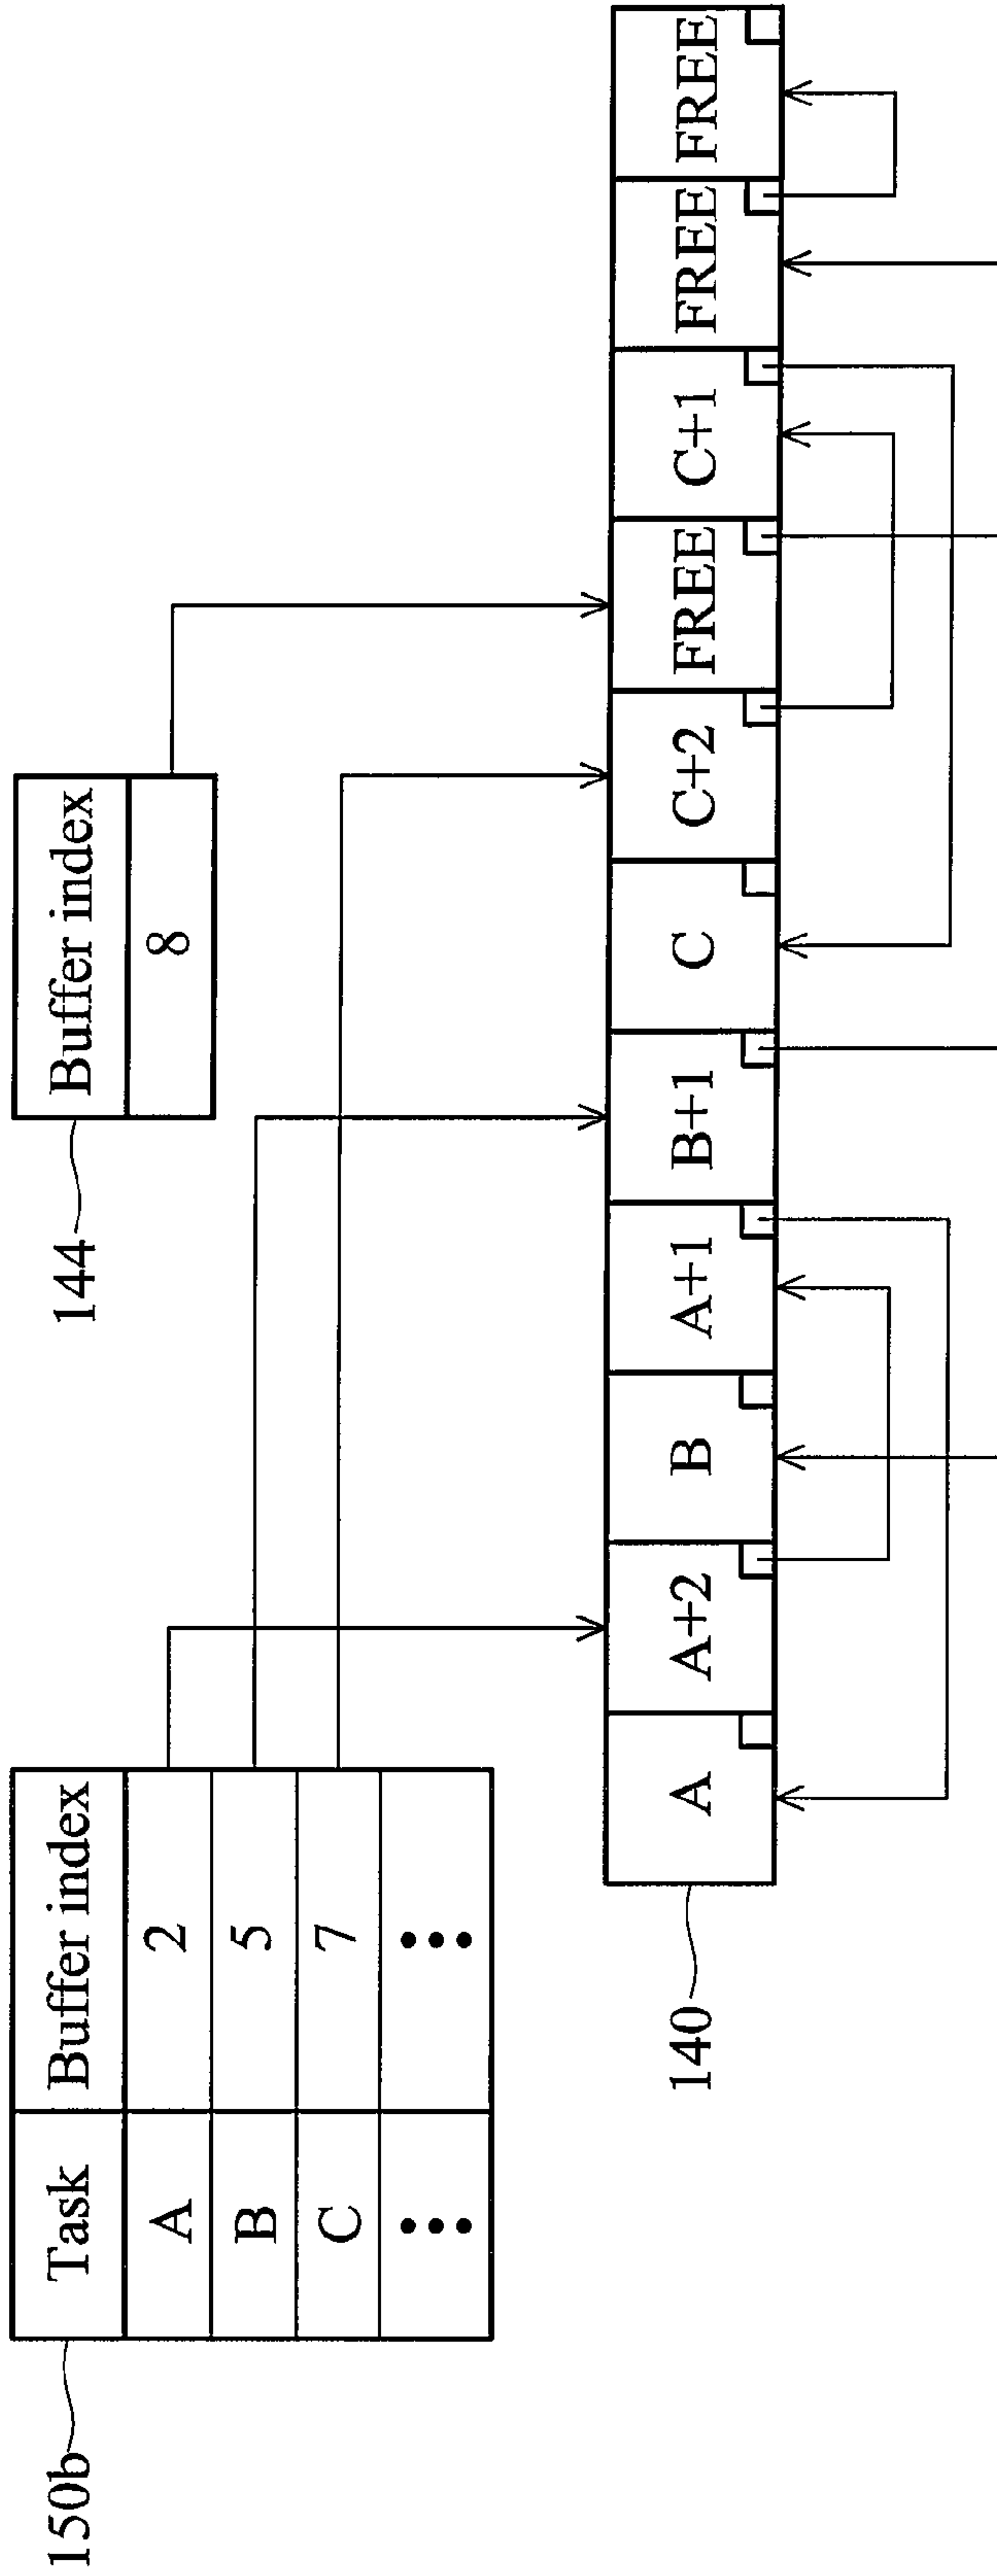 150b
Task Buffer index
A 2
B 5
C 7
⋮ ⋮
144
Buffer index
8
140
A A+2 B A+1 B+1 C C+2 FREE C+1 FREE FREE